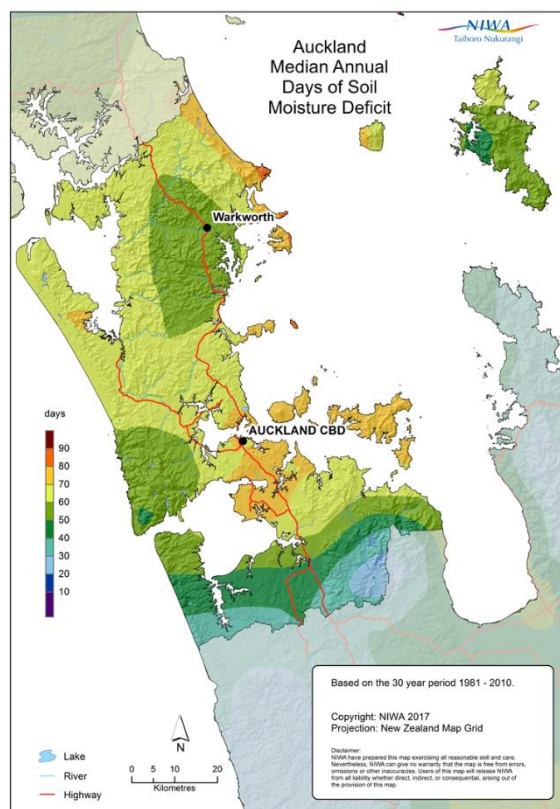 Auckland
Median Annual
Days of Soil
Moisture Deficit
NIWA
Taihoro Nukurangi
Warkworth
AUCKLAND CBD
days
90
80
70
60
50
40
30
20
10
Based on the 30 year period 1981 - 2010.
Copyright: NIWA 2017
Projection: New Zealand Map Grid
Disclaimer:
NIWA have prepared this map exercising all reasonable skill and care.
Nevertheless, NIWA can give no warranty that the map is free from errors,
omissions or other inaccuracies. Users of this map will release NIWA
from all liability whether direct, indirect, or consequential, arising out of
the provision of this map.
Lake
River
Highway
N
0 5 10 20
Kilometres